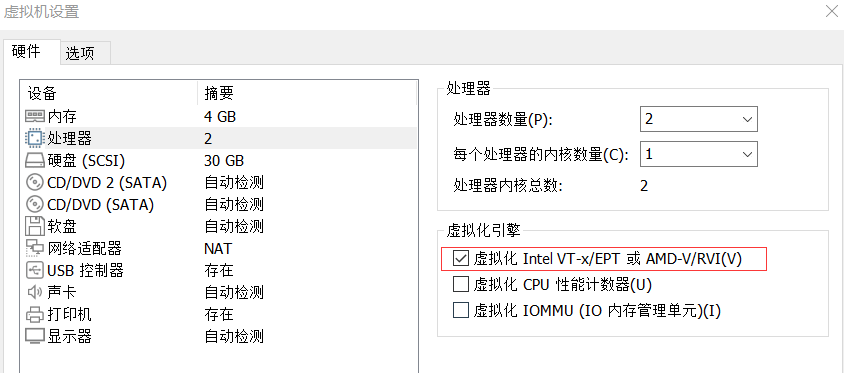 虚拟机设置
硬件 选项
设备 摘要
内存 4 GB
处理器 2
硬盘 (SCSI) 30 GB
CD/DVD 2 (SATA) 自动检测
CD/DVD (SATA) 自动检测
软盘 自动检测
网络适配器 NAT
USB 控制器 存在
声卡 自动检测
打印机 存在
显示器 自动检测
处理器
处理器数量(P): 2
每个处理器的内核数量(C): 1
处理器内核总数: 2
虚拟化引擎
虚拟化 Intel VT-x/EPT 或 AMD-V/RVI(V)
虚拟化 CPU 性能计数器(U)
虚拟化 IOMMU (IO 内存管理单元)(I)